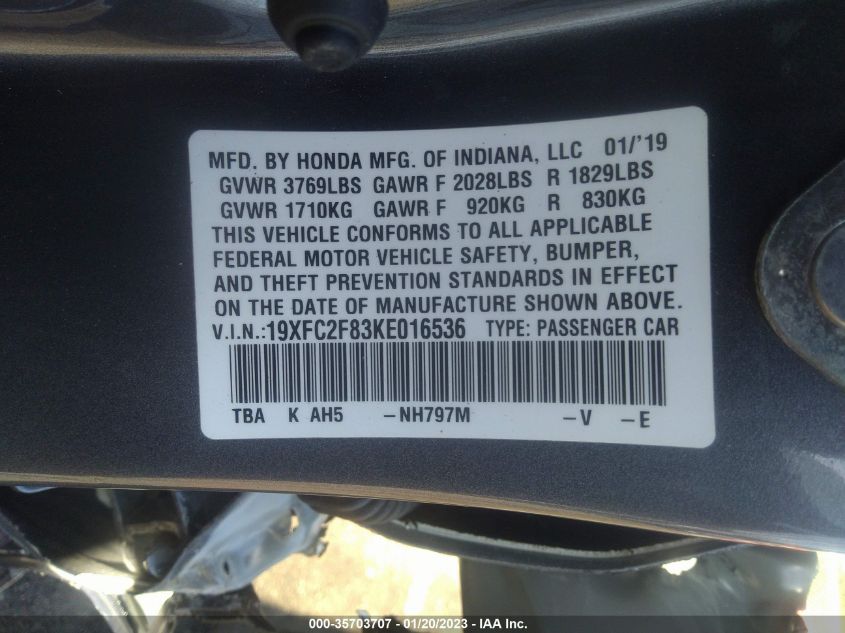 MFD. BY HONDA MFG. OF INDIANA, LLC 01/'19
GVWR 3769LBS GAWR F 2028LBS R 1829LBS
GVWR 1710KG GAWR F 920KG R 830KG
THIS VEHICLE CONFORMS TO ALL APPLICABLE
FEDERAL MOTOR VEHICLE SAFETY, BUMPER,
AND THEFT PREVENTION STANDARDS IN EFFECT
ON THE DATE OF MANUFACTURE SHOWN ABOVE.
V.I.N.:19XFC2F83KE016536 TYPE: PASSENGER CAR
TBA K AH5 –NH797M –V –E
000-35703707 - 01/20/2023 - IAA Inc.